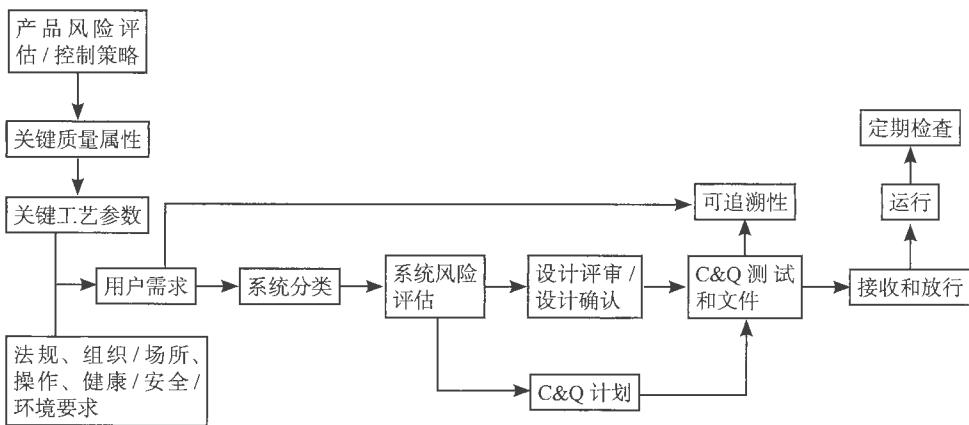 产品风险评
估/控制策略
关键质量属性
关键工艺参数
用户需求
法规、组织/场所、
操作、健康/安全/
环境要求
系统分类
系统风险
评估
设计评审/
设计确认
C&Q 计划
可追溯性
C&Q 测试
和文件
接收和放行
运行
定期检查